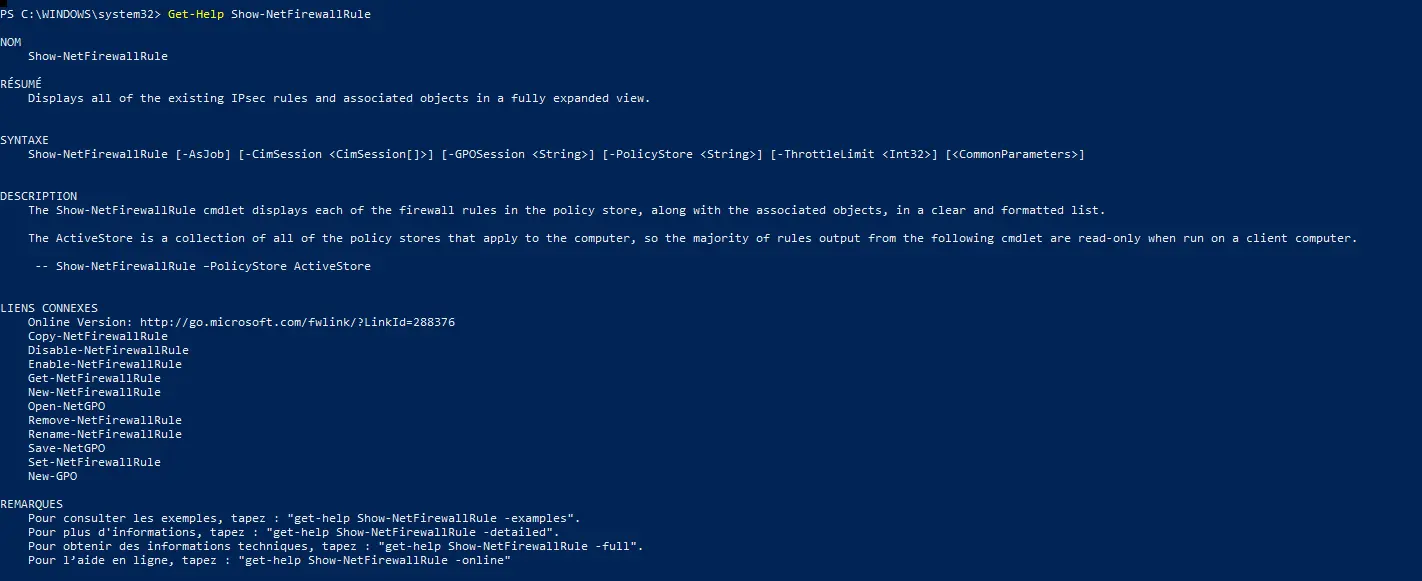 PS C:\WINDOWS\system32> Get-Help Show-NetFirewallRule
NOM
Show-NetFirewallRule
RÉSUMÉ
Displays all of the existing IPsec rules and associated objects in a fully expanded view.
SYNTAXE
Show-NetFirewallRule [-AsJob] [-CimSession <CimSession[]>] [-GPOSession <String>] [-PolicyStore <String>] [-ThrottleLimit <Int32>] [<CommonParameters>]
DESCRIPTION
The Show-NetFirewallRule cmdlet displays each of the firewall rules in the policy store, along with the associated objects, in a clear and formatted list.
The ActiveStore is a collection of all of the policy stores that apply to the computer, so the majority of rules output from the following cmdlet are read-only when run on a client computer.
-- Show-NetFirewallRule –PolicyStore ActiveStore
LIENS CONNEXES
Online Version: http://go.microsoft.com/fwlink/?LinkId=288376
Copy-NetFirewallRule
Disable-NetFirewallRule
Enable-NetFirewallRule
Get-NetFirewallRule
New-NetFirewallRule
Open-NetGPO
Remove-NetFirewallRule
Rename-NetFirewallRule
Save-NetGPO
Set-NetFirewallRule
New-GPO
REMARQUES
Pour consulter les exemples, tapez : "get-help Show-NetFirewallRule -examples".
Pour plus d'informations, tapez : "get-help Show-NetFirewallRule -detailed".
Pour obtenir des informations techniques, tapez : "get-help Show-NetFirewallRule -full".
Pour l’aide en ligne, tapez : "get-help Show-NetFirewallRule -online"